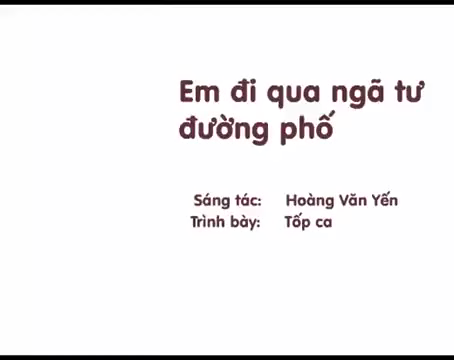 Em đi qua ngã tư
đường phố
Sáng tác: Hoàng Văn Yến
Trình bày: Tốp ca